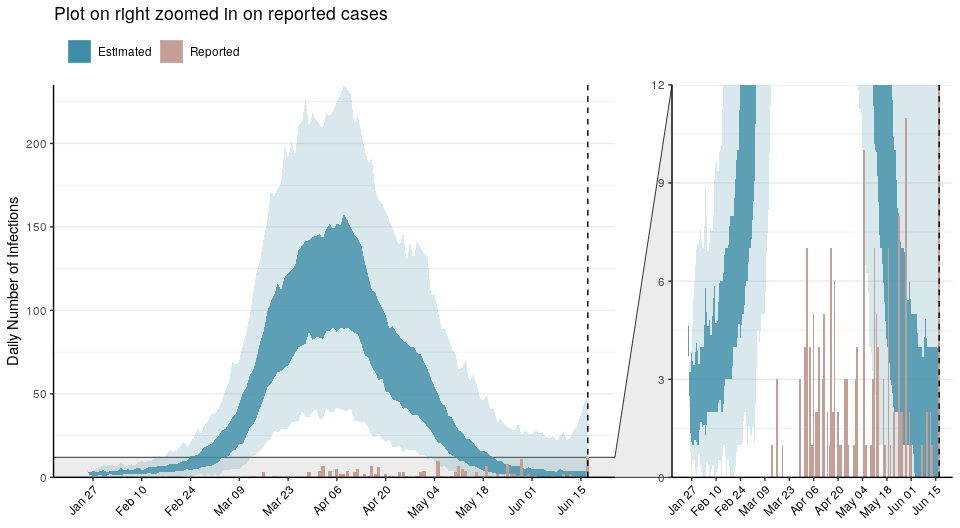 Plot on right zoomed in on reported cases
Estimated Reported
Daily Number of Infections
200
150
100
50
0
Jan 27 Feb 10 Feb 24 Mar 09 Mar 23 Apr 06 Apr 20 May 04 May 18 Jun 01 Jun 15
12
9
6
3
0
Jan 27 Feb 10 Feb 24 Mar 09 Mar 23 Apr 06 Apr 20 May 04 May 18 Jun 01 Jun 15